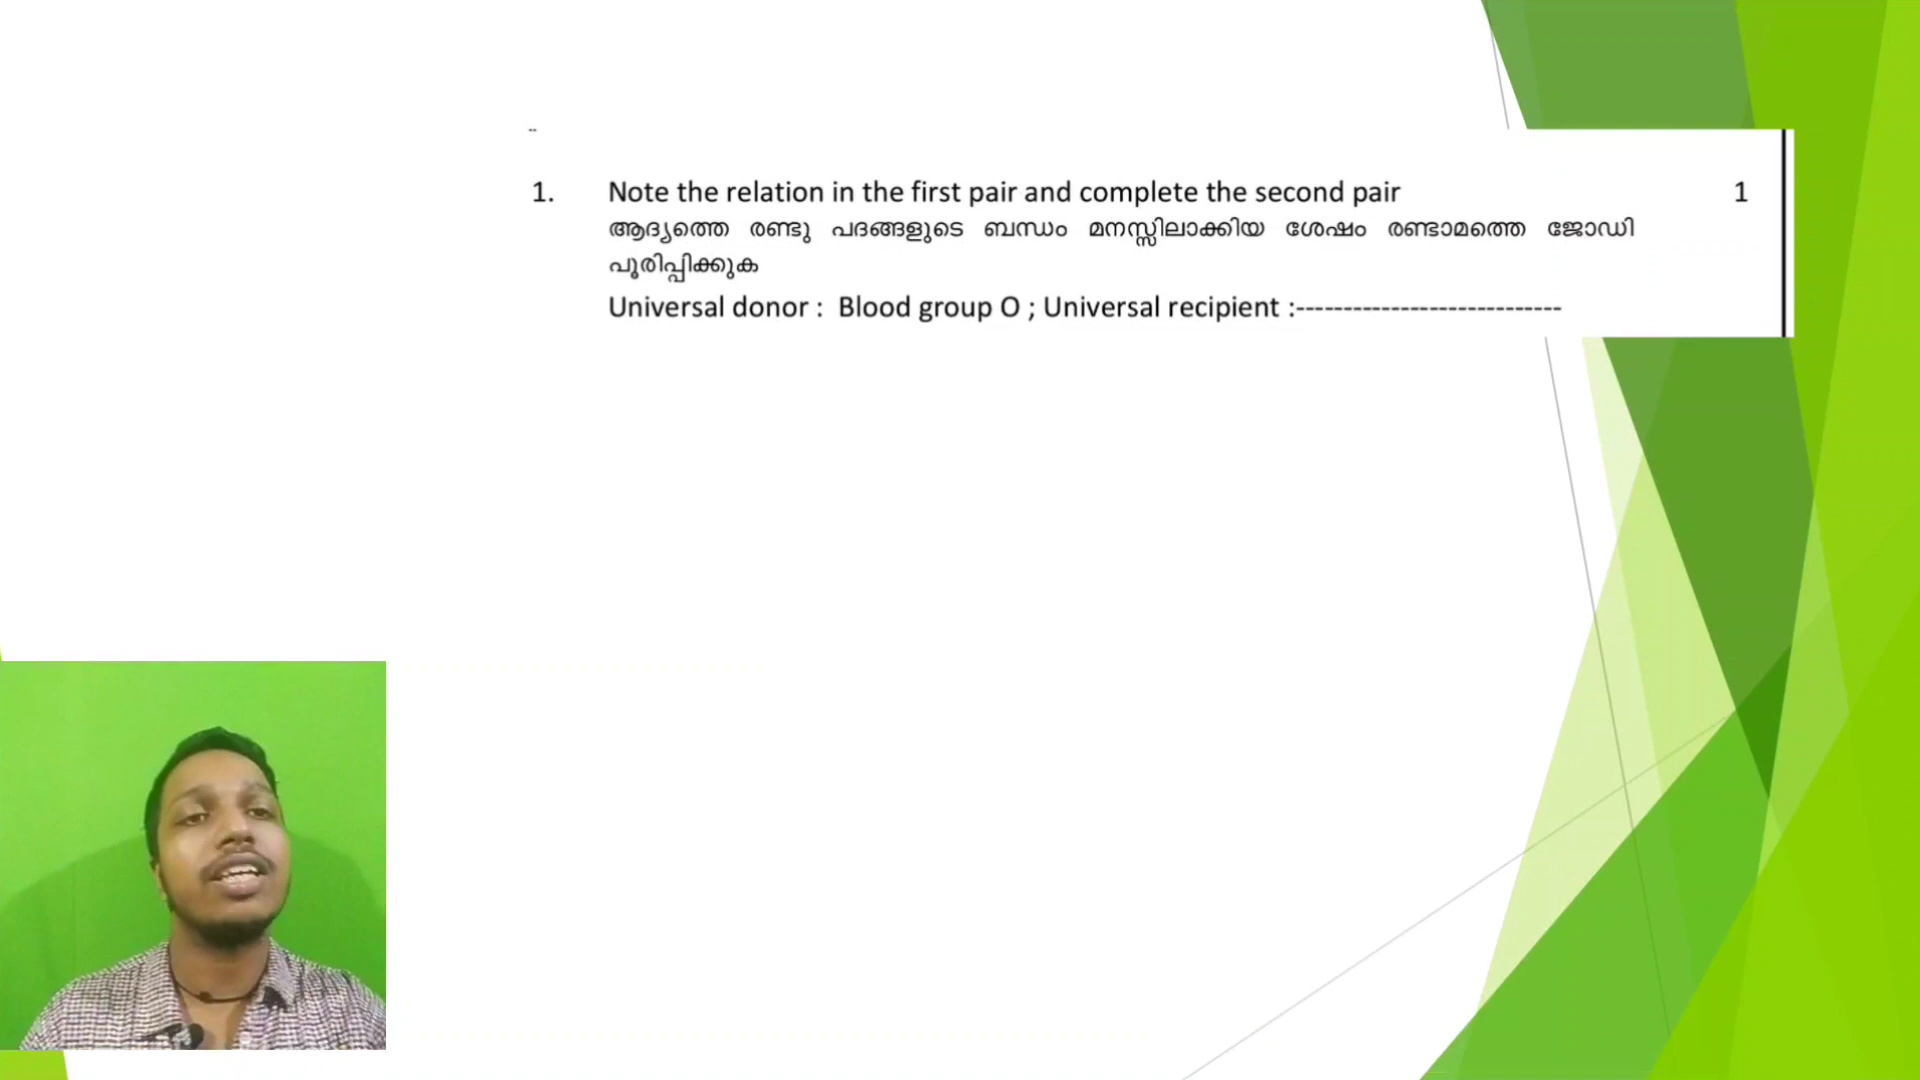 1. Note the relation in the first pair and complete the second pair 1
ആദ്യത്തെ രണ്ടു പദങ്ങളുടെ ബന്ധം മനസ്സിലാക്കിയ ശേഷം രണ്ടാമത്തെ ജോഡി
പൂരിപ്പിക്കുക
Universal donor : Blood group O ; Universal recipient :---------------------------